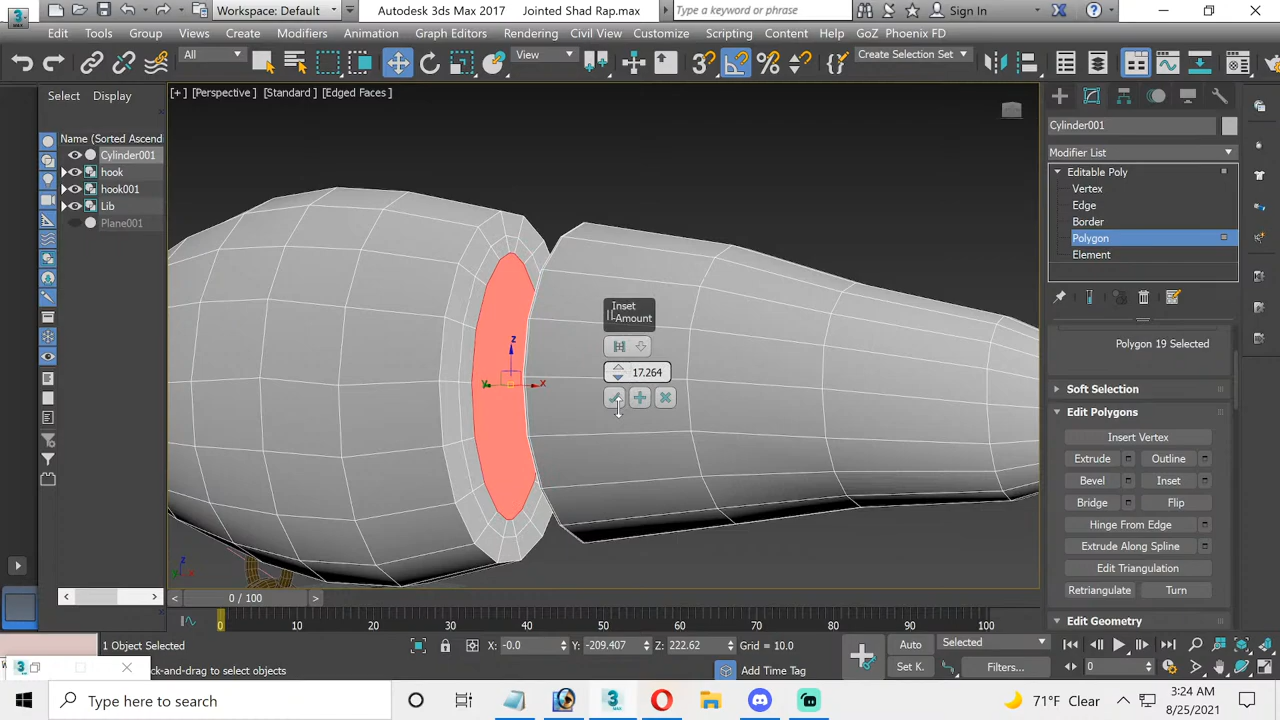 Workspace: Default
Autodesk 3ds Max 2017
Jointed Shad Rap.max
Type a keyword or phrase
Sign In
Edit
Tools
Group
Views
Create
Modifiers
Animation
Graph Editors
Rendering
Civil View
Customize
Scripting
Content
Help
GoZ
Phoenix FD
All
View
Create Selection Set
Select
Display
[+] [Perspective] [Standard] [Edged Faces]
Name (Sorted Ascend
Cylinder001
hook
hook001
Lib
Plane001
Cylinder001
Modifier List
Editable Poly
Vertex
Edge
Border
Polygon
Element
Inset
Amount
17.264
z
y
x
Polygon 19 Selected
Soft Selection
Edit Polygons
Insert Vertex
Extrude
Outline
Bevel
Inset
Bridge
Flip
Hinge From Edge
Extrude Along Spline
Edit Triangulation
Retriangulate
Turn
Edit Geometry
0 / 100
0
10
20
30
40
50
60
70
80
90
100
1 Object Selected
X: -0.0
Y: -209.407
Z: 222.62
Grid = 10.0
Auto
Selected
ck-and-drag to select objects
Add Time Tag
Set K.
Filters...
0
Type here to search
71°F Clear
3:24 AM
8/25/2021